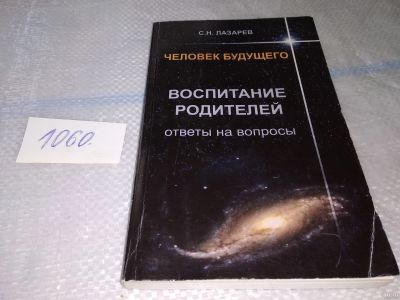 С.Н. ЛАЗАРЕВ
ЧЕЛОВЕК БУДУЩЕГО
ВОСПИТАНИЕ
РОДИТЕЛЕЙ
ответы на вопросы
1060.